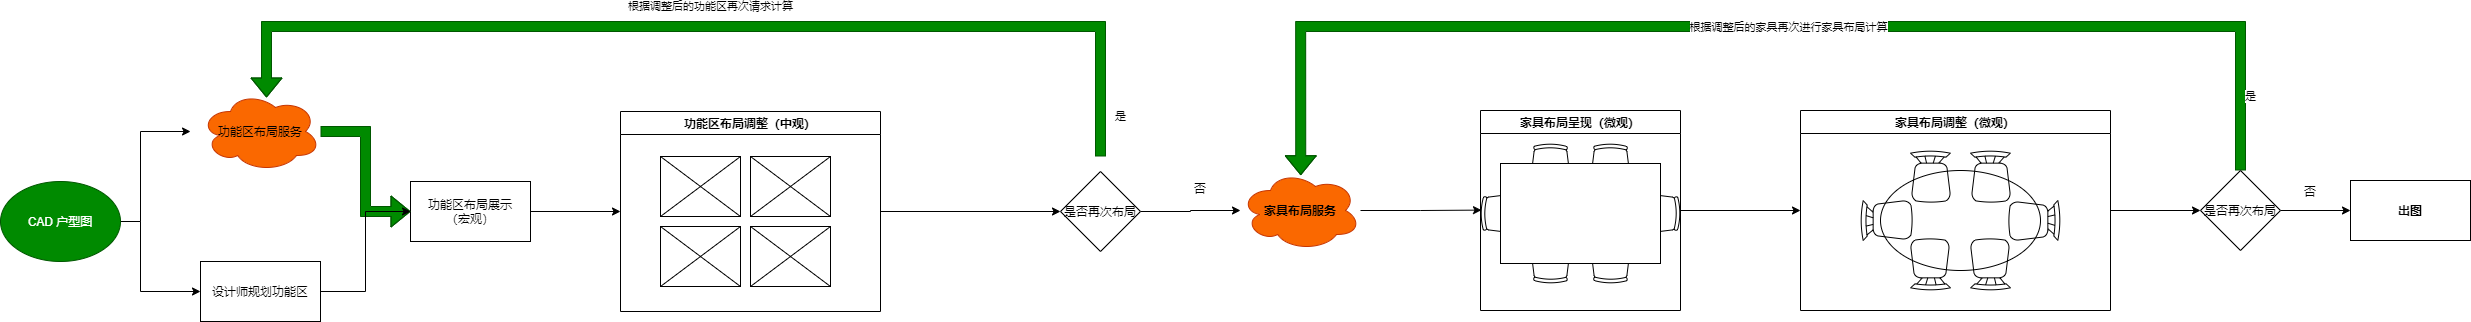 根据调整后的功能区再次请求计算
根据调整后的家具再次进行家具布局计算
CAD 户型图
功能区布局服务
设计师规划功能区
功能区布局展示
（宏观）
功能区布局调整（中观）
是
是否再次布局
否
家具布局服务
家具布局呈现（微观）
家具布局调整（微观）
是
是否再次布局
否
出图